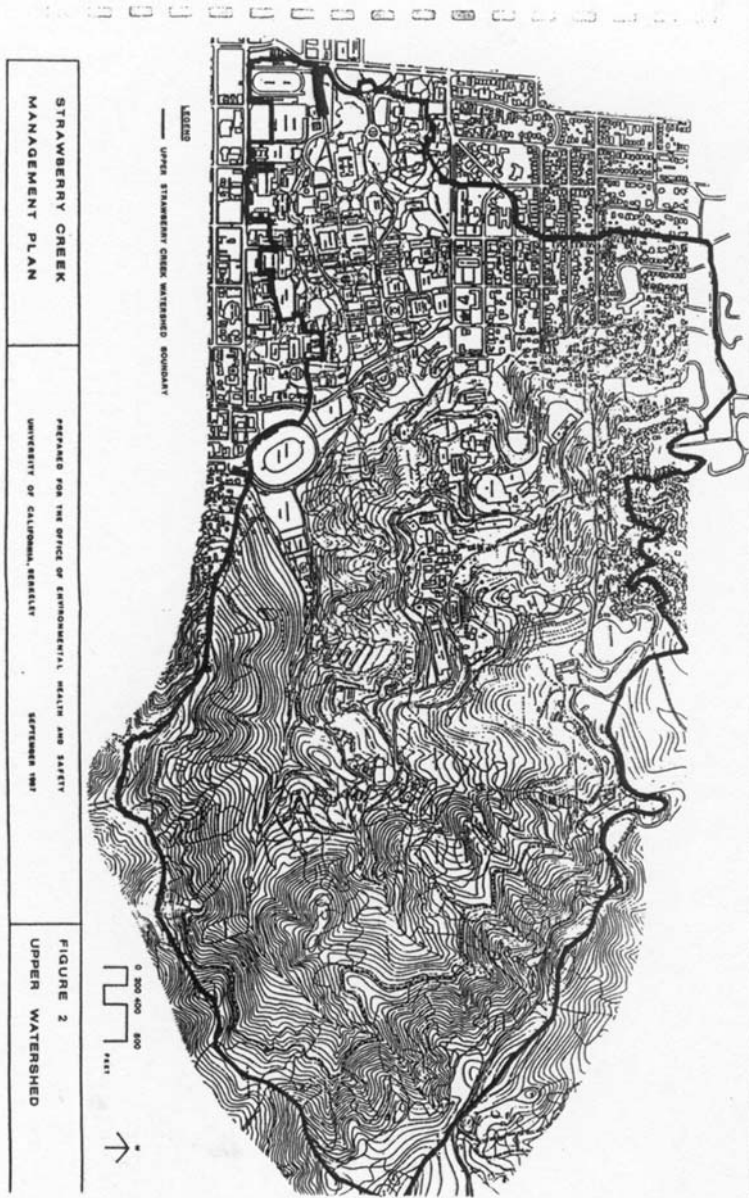 LEGEND
UPPER STRAWBERRY CREEK WATERSHED BOUNDARY
STRAWBERRY CREEK
MANAGEMENT PLAN
PREPARED FOR THE OFFICE OF ENVIRONMENTAL HEALTH AND SAFETY
UNIVERSITY OF CALIFORNIA, BERKELEY SEPTEMBER 1987
0 200 400 800
FEET
N
FIGURE 2
UPPER WATERSHED